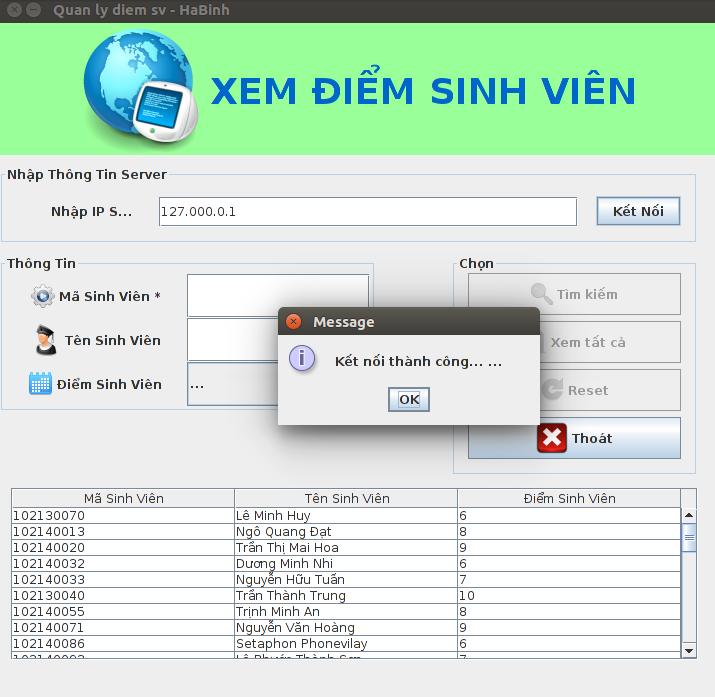 Quan ly diem sv - HaBinh
XEM ĐIỂM SINH VIÊN
Nhập Thông Tin Server
Nhập IP S... 127.000.0.1 Kết Nối
Thông Tin
Chọn
Mã Sinh Viên *
Tìm kiếm
Message
Tên Sinh Viên
Xem tất cả
Kết nối thành công... ...
Điểm Sinh Viên ...
Reset
OK
Thoát
Mã Sinh Viên Tên Sinh Viên Điểm Sinh Viên
102130070 Lê Minh Huy 6
102140013 Ngô Quang Đạt 8
102140020 Trần Thị Mai Hoa 9
102140032 Dương Minh Nhi 6
102140033 Nguyễn Hữu Tuấn 7
102130040 Trần Thành Trung 10
102140055 Trịnh Minh An 8
102140071 Nguyễn Văn Hoàng 9
102140086 Setaphon Phonevilay 6